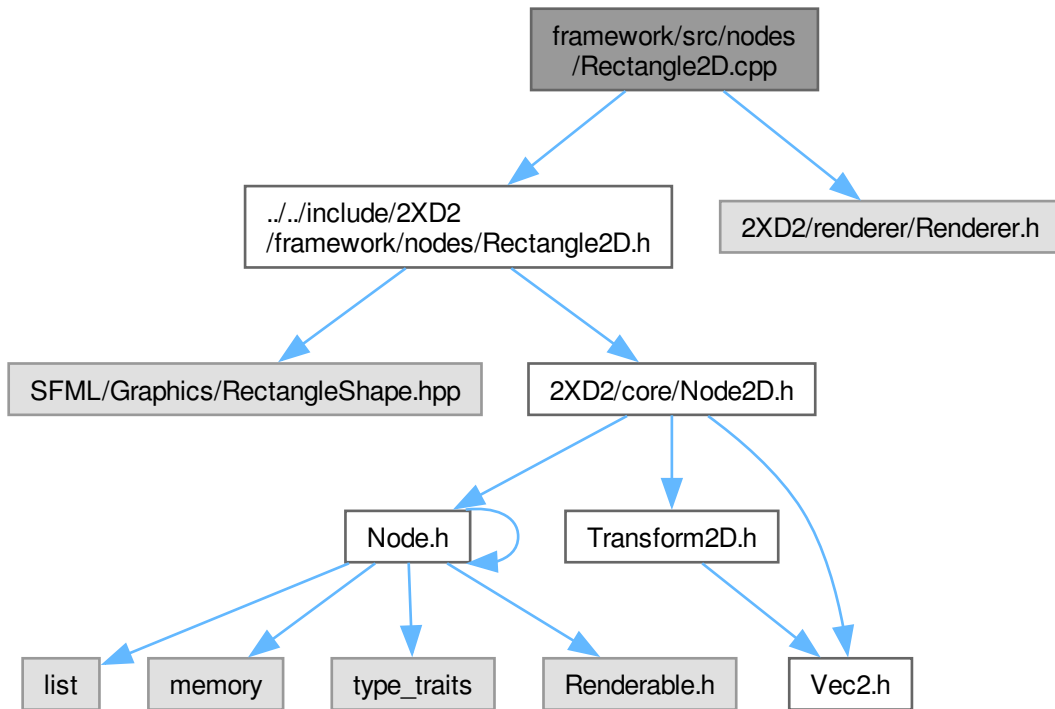 framework/src/nodes
/Rectangle2D.cpp
../../include/2XD2
/framework/nodes/Rectangle2D.h
2XD2/renderer/Renderer.h
SFML/Graphics/RectangleShape.hpp
2XD2/core/Node2D.h
Node.h
Transform2D.h
list
memory
type_traits
Renderable.h
Vec2.h